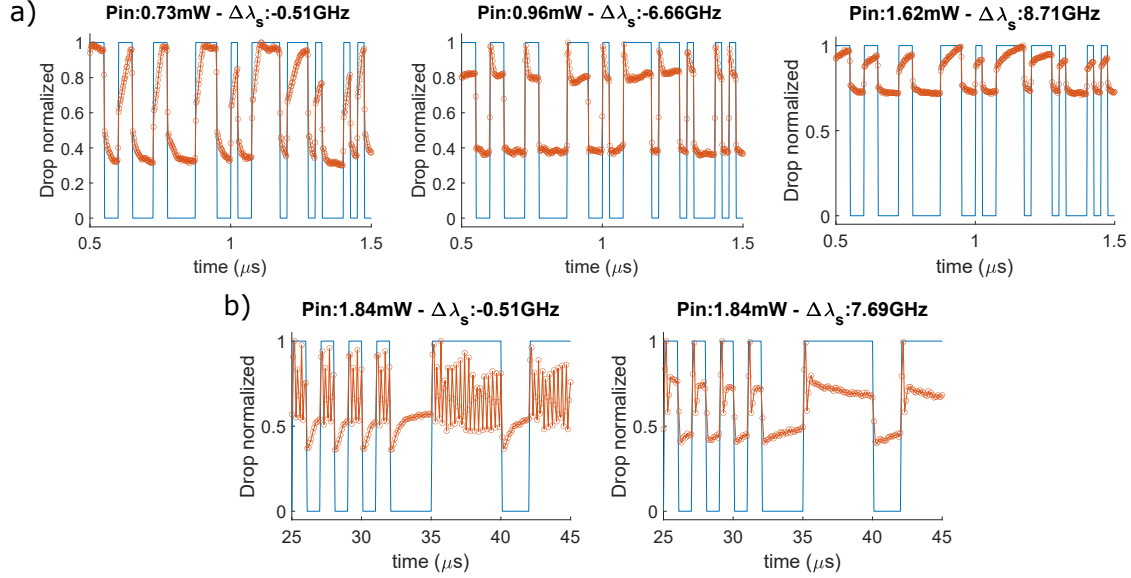 a)
Pin:0.73mW - Δλs:-0.51GHz
Pin:0.96mW - Δλs:-6.66GHz
Pin:1.62mW - Δλs:8.71GHz
Drop normalized
1
0.8
0.6
0.4
0.2
0
0.5
1
1.5
time (μs)
Drop normalized
1
0.8
0.6
0.4
0.2
0
0.5
1
1.5
time (μs)
Drop normalized
1
0.5
0
0.5
1
1.5
time (μs)
b)
Pin:1.84mW - Δλs:-0.51GHz
Pin:1.84mW - Δλs:7.69GHz
Drop normalized
1
0.5
0
25
30
35
40
45
time (μs)
Drop normalized
1
0.5
0
25
30
35
40
45
time (μs)